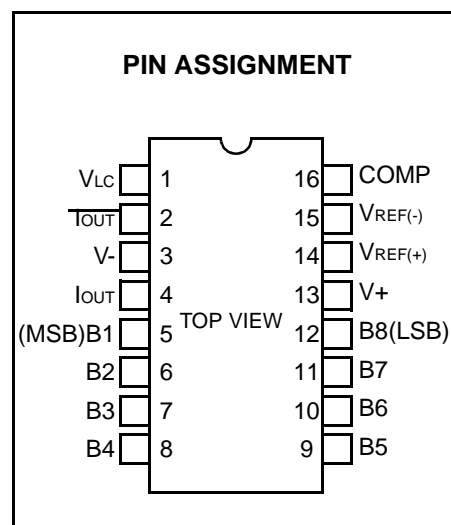 PIN ASSIGNMENT
VLC 1 16 COMP
I̅O̅U̅T̅ 2 15 VREF(-)
V- 3 14 VREF(+)
IOUT 4 13 V+
TOP VIEW
(MSB)B1 5 12 B8(LSB)
B2 6 11 B7
B3 7 10 B6
B4 8 9 B5